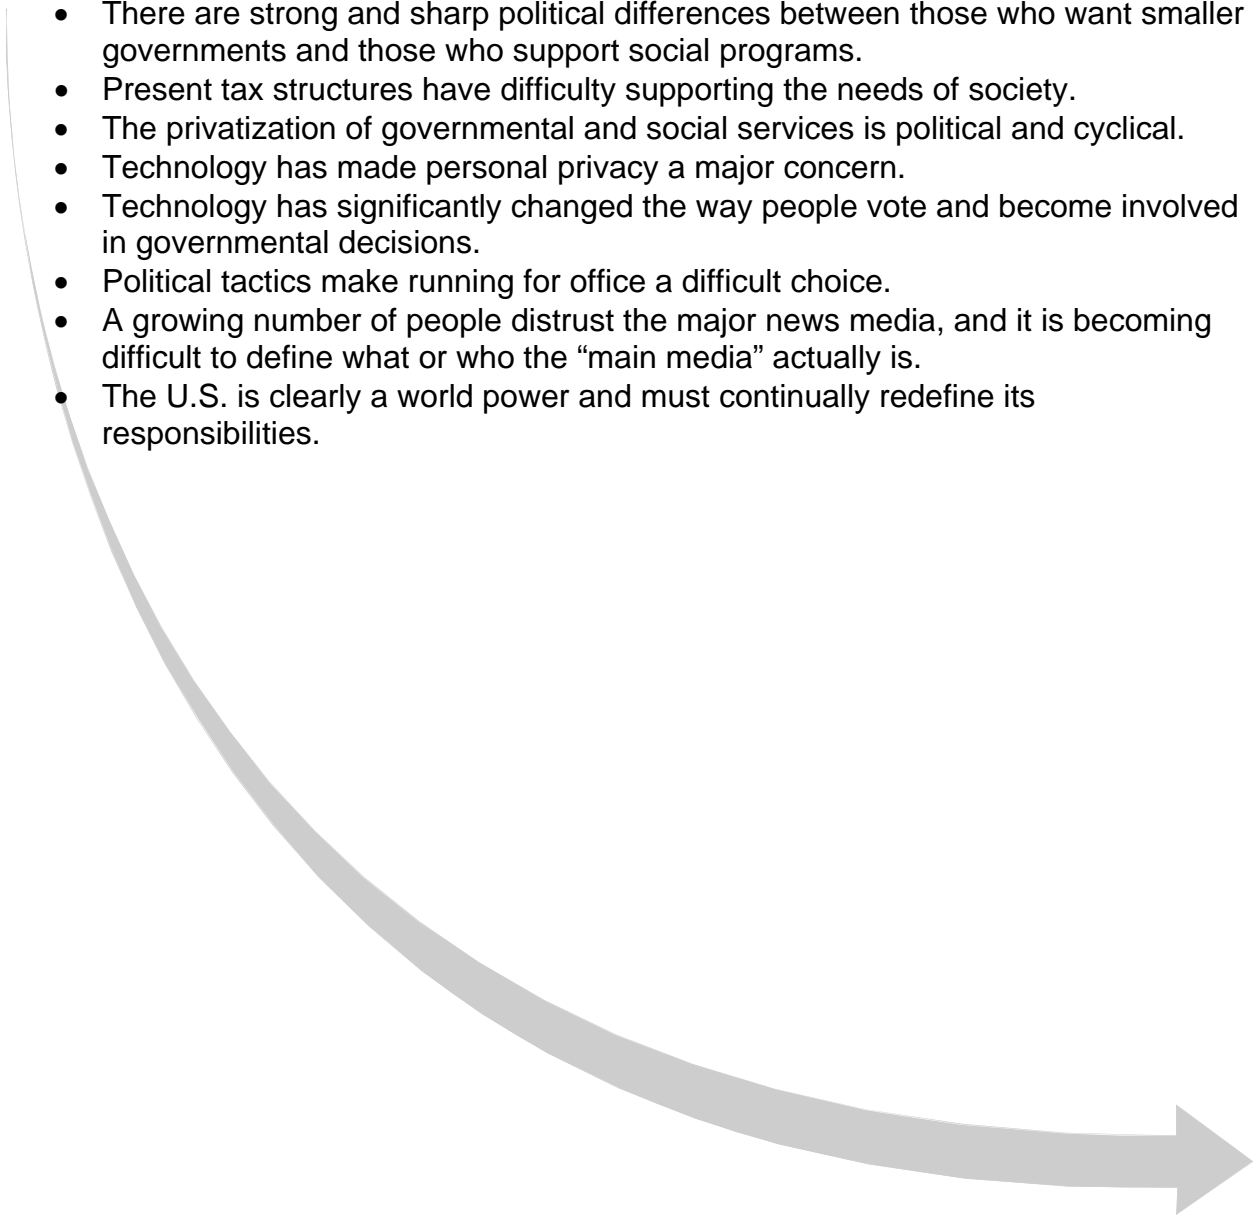 • There are strong and sharp political differences between those who want smaller
governments and those who support social programs.
• Present tax structures have difficulty supporting the needs of society.
• The privatization of governmental and social services is political and cyclical.
• Technology has made personal privacy a major concern.
• Technology has significantly changed the way people vote and become involved
in governmental decisions.
• Political tactics make running for office a difficult choice.
• A growing number of people distrust the major news media, and it is becoming
difficult to define what or who the “main media” actually is.
• The U.S. is clearly a world power and must continually redefine its
responsibilities.